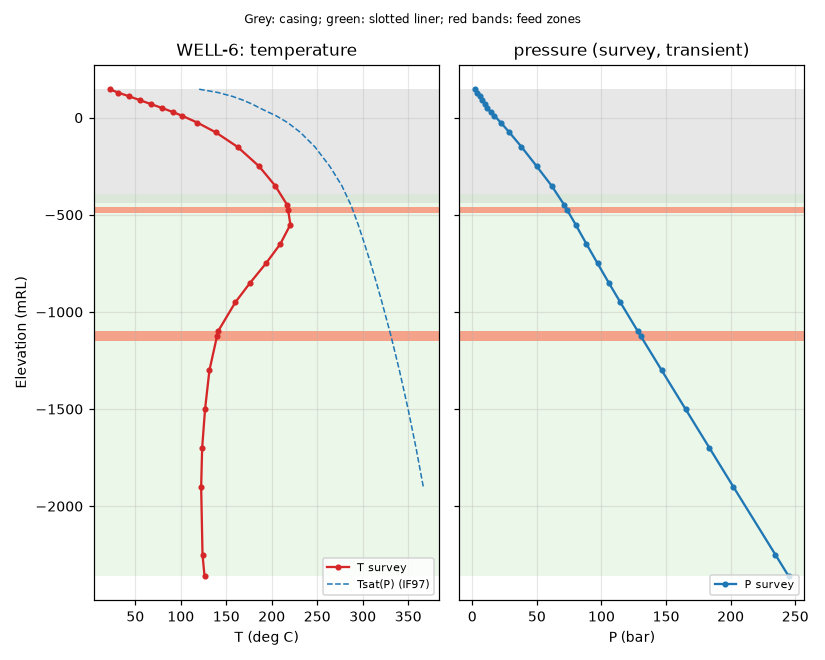 Grey: casing; green: slotted liner; red bands: feed zones
WELL-6: temperature
pressure (survey, transient)
Elevation (mRL)
0
−500
−1000
−1500
−2000
T survey
Tsat(P) (IF97)
P survey
50 100 150 200 250 300 350
0 50 100 150 200 250
T (deg C)
P (bar)